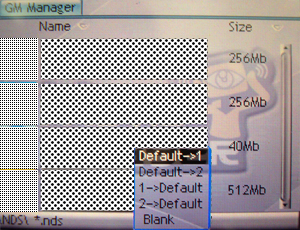 GM Manager
Name Size
256Mb
256Mb
40Mb
512Mb
Default->1
Default->2
1->Default
2->Default
Blank
NDS\ *.nds